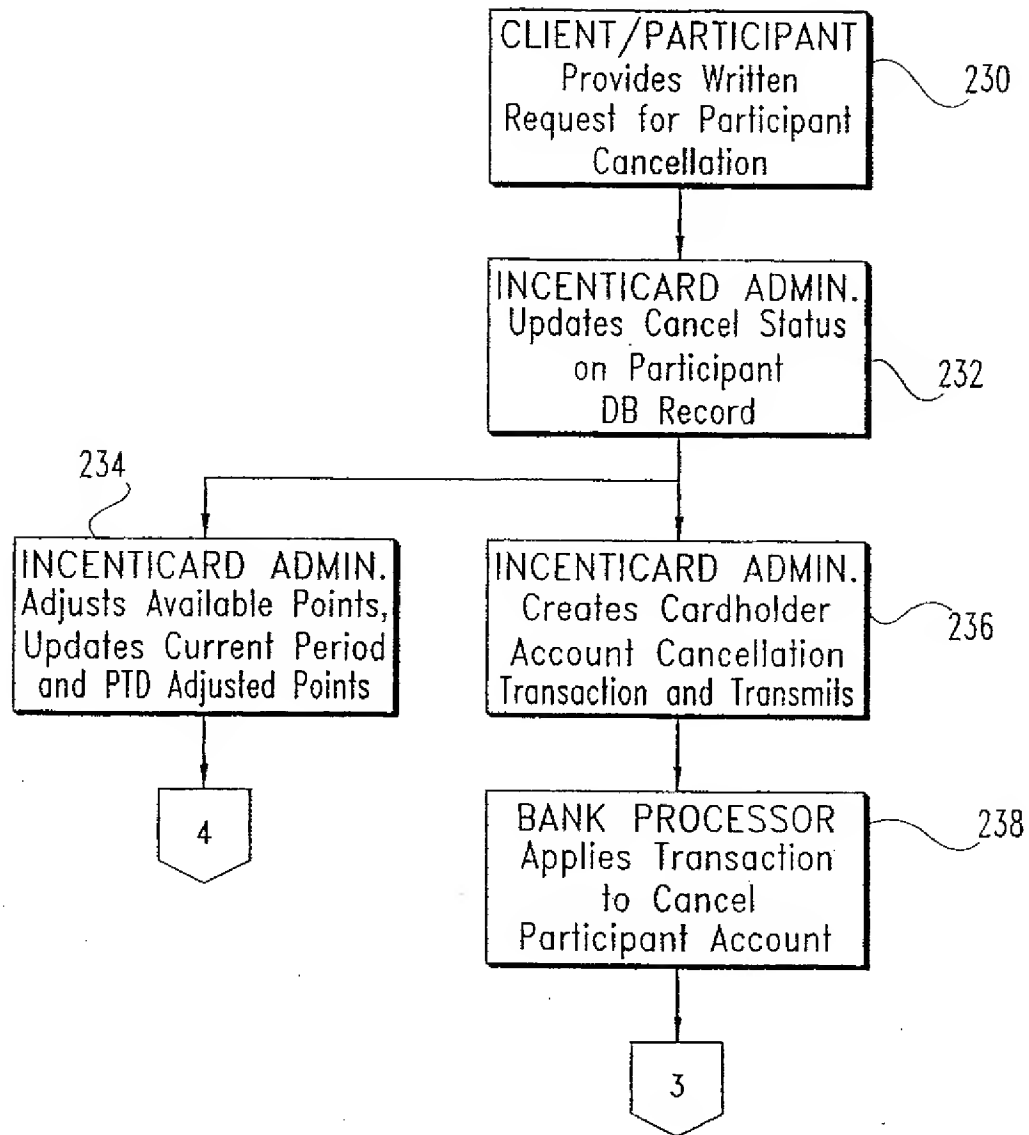 CLIENT/PARTICIPANT
Provides Written
Request for Participant
Cancellation
230
INCENTICARD ADMIN.
Updates Cancel Status
on Participant
DB Record
232
234
INCENTICARD ADMIN.
Adjusts Available Points,
Updates Current Period
and PTD Adjusted Points
INCENTICARD ADMIN.
Creates Cardholder
Account Cancellation
Transaction and Transmits
236
4
BANK PROCESSOR
Applies Transaction
to Cancel
Participant Account
238
3